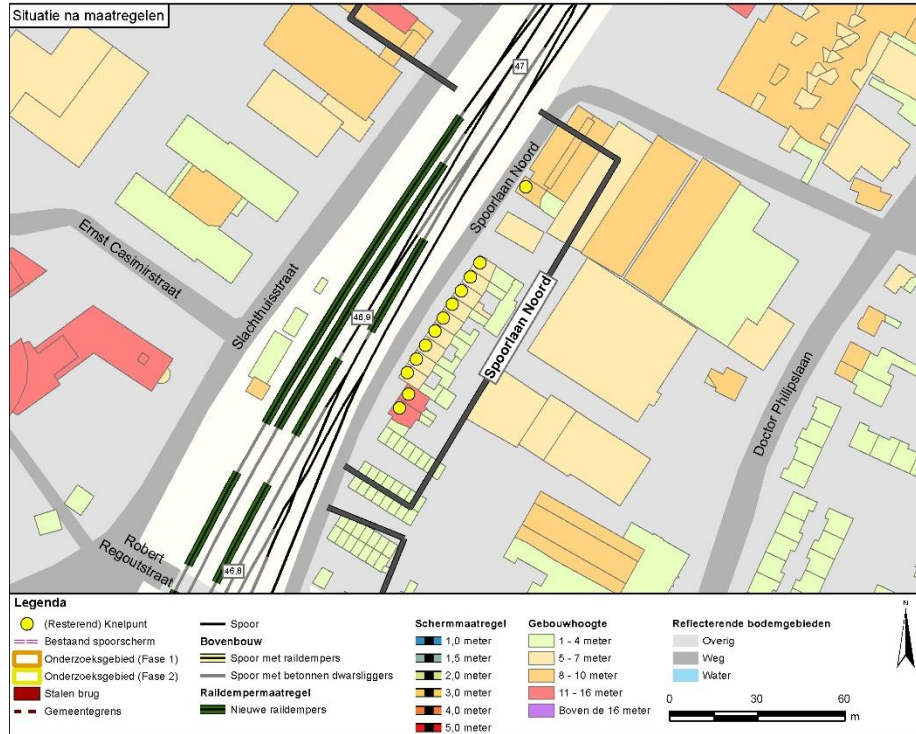 Situatie na maatregelen
47
Spoorlaan Noord
Ernst Casimirstraat
Slachthuisstraat
46,9
Spoorlaan Noord
Doctor Philipslaan
Robert
Regoutstraat
46,8
Legenda
(Resterend) Knelpunt
Bestaand spoorscherm
Onderzoeksgebied (Fase 1)
Onderzoeksgebied (Fase 2)
Stalen brug
Gemeentegrens
Spoor
Bovenbouw
Spoor met raildempers
Spoor met betonnen dwarsliggers
Raildempermaatregel
Nieuwe raildempers
Schermmaatregel
1,0 meter
1,5 meter
2,0 meter
3,0 meter
4,0 meter
5,0 meter
Gebouwhoogte
1 - 4 meter
5 - 7 meter
8 - 10 meter
11 - 16 meter
Boven de 16 meter
Reflecterende bodemgebieden
Overig
Weg
Water
N
0 30 60
m